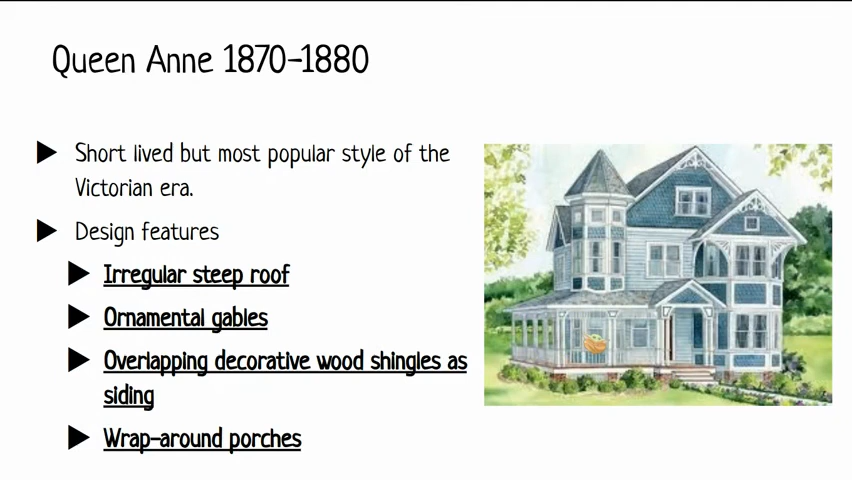 Queen Anne 1870-1880
Short lived but most popular style of the
Victorian era.
Design features
Irregular steep roof
Ornamental gables
Overlapping decorative wood shingles as
siding
Wrap-around porches